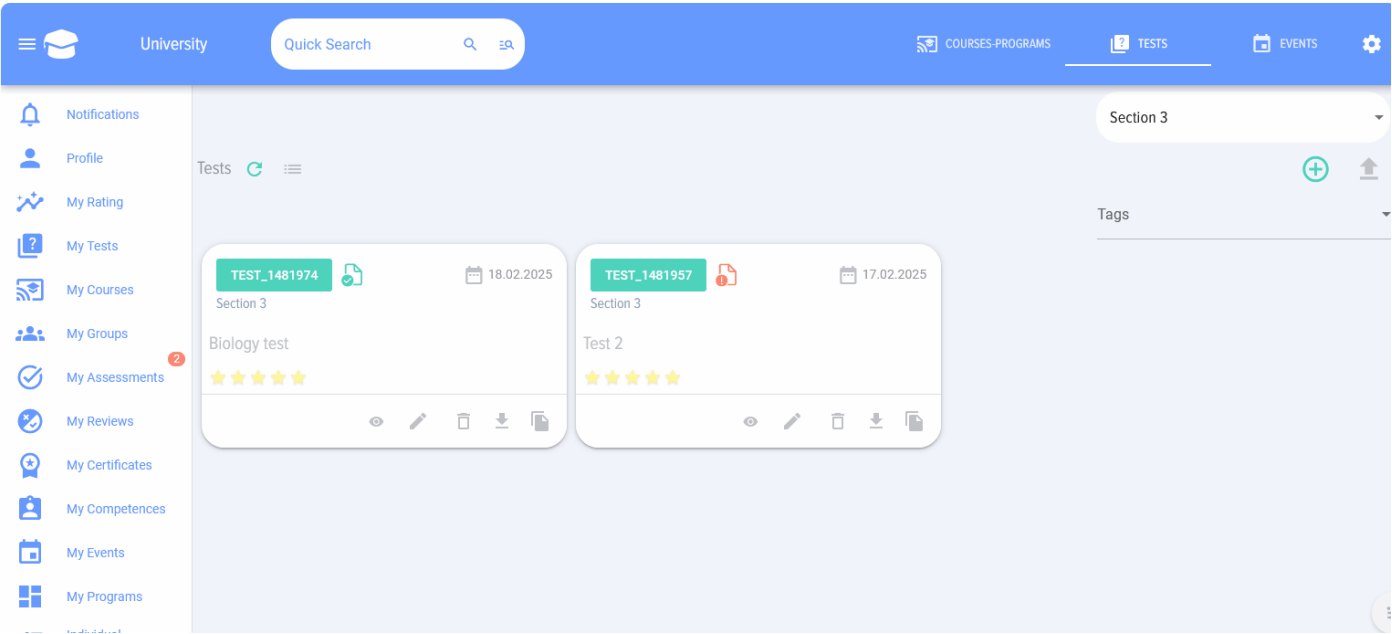 University
Quick Search
COURSES-PROGRAMS
TESTS
EVENTS
Notifications
Profile
My Rating
My Tests
My Courses
My Groups
2
My Assessments
My Reviews
My Certificates
My Competences
My Events
My Programs
Individual
Section 3
Tests
Tags
TEST_1481974
18.02.2025
Section 3
Biology test
TEST_1481957
17.02.2025
Section 3
Test 2